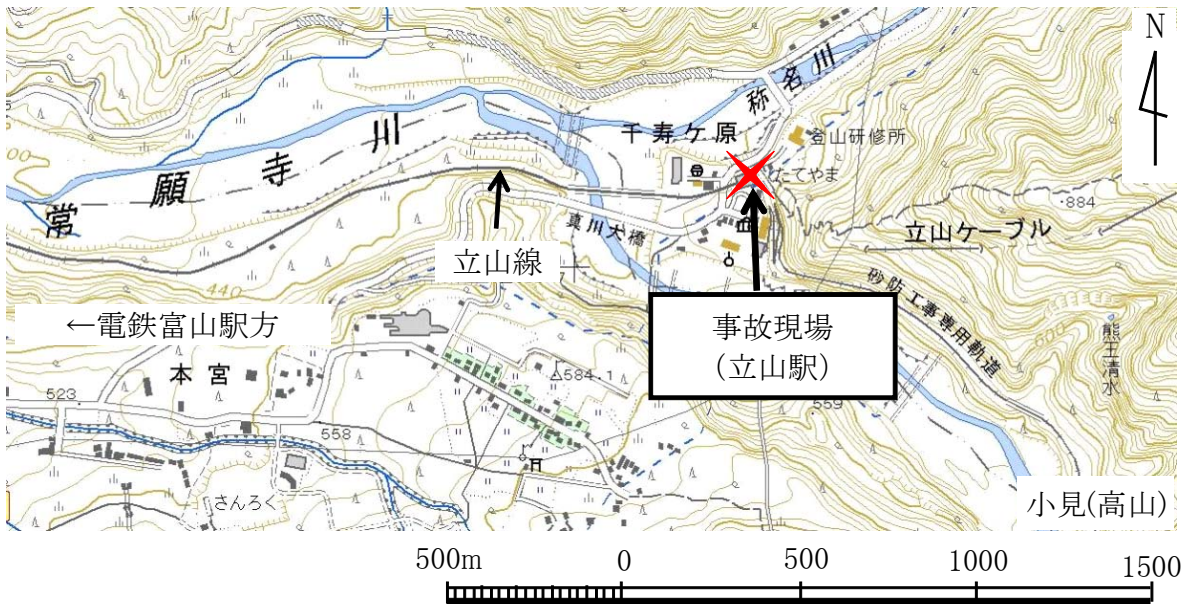 N
称名川
千寿ケ原
登山研修所
たてやま
常願寺川
・884
立山ケーブル
真川大橋
立山線
440
砂防工事専用軌道
←電鉄富山駅方
事故現場
(立山駅)
熊王清水
本宮
584.1
523
559
558
さんろく
小見(高山)
500m 0 500 1000 1500